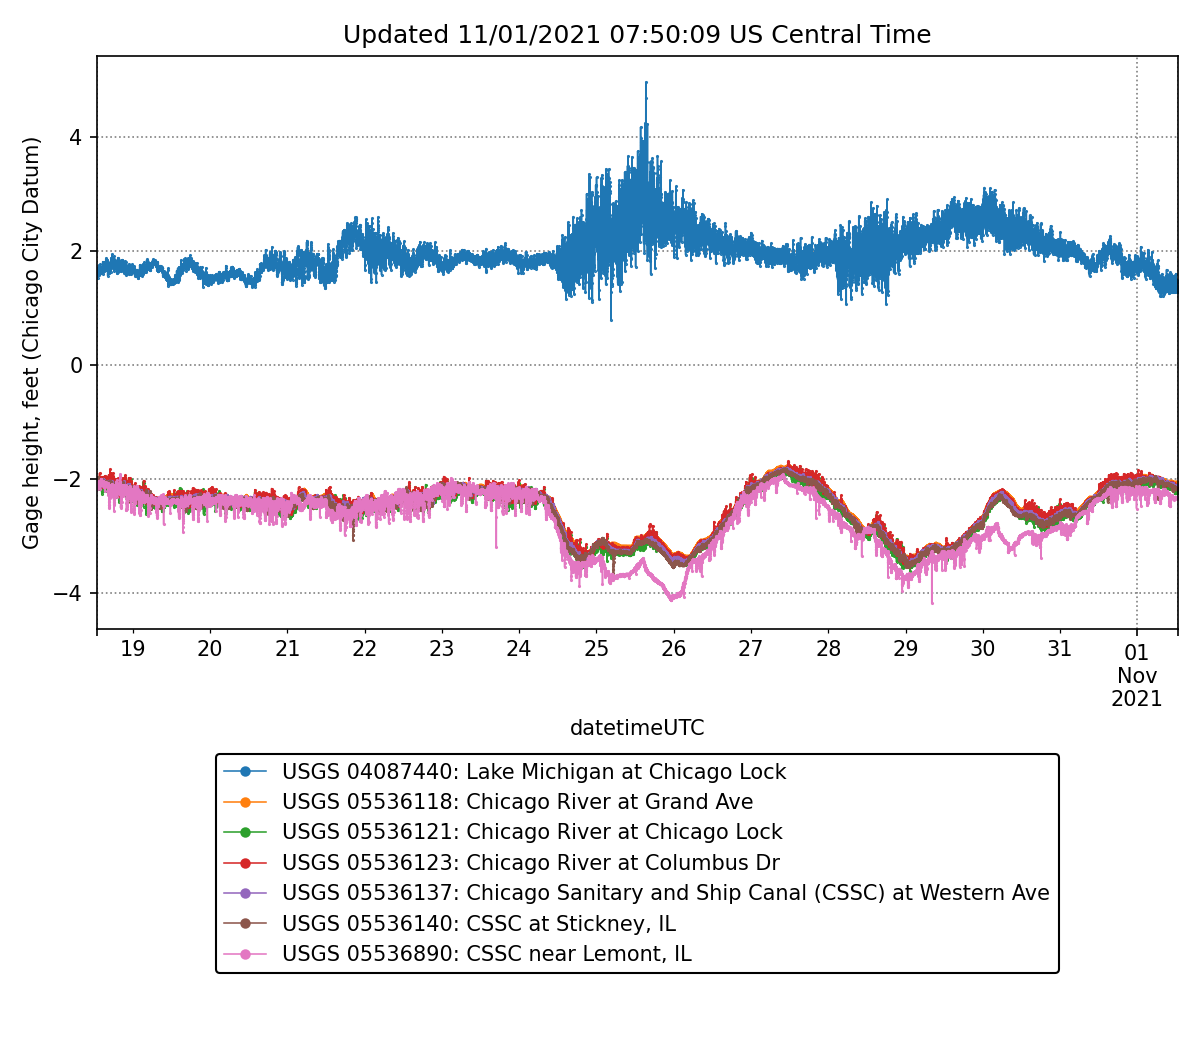 Updated 11/01/2021 07:50:09 US Central Time
Gage height, feet (Chicago City Datum)
4
2
0
−2
−4
19 20 21 22 23 24 25 26 27 28 29 30 31 01
Nov
2021
datetimeUTC
USGS 04087440: Lake Michigan at Chicago Lock
USGS 05536118: Chicago River at Grand Ave
USGS 05536121: Chicago River at Chicago Lock
USGS 05536123: Chicago River at Columbus Dr
USGS 05536137: Chicago Sanitary and Ship Canal (CSSC) at Western Ave
USGS 05536140: CSSC at Stickney, IL
USGS 05536890: CSSC near Lemont, IL